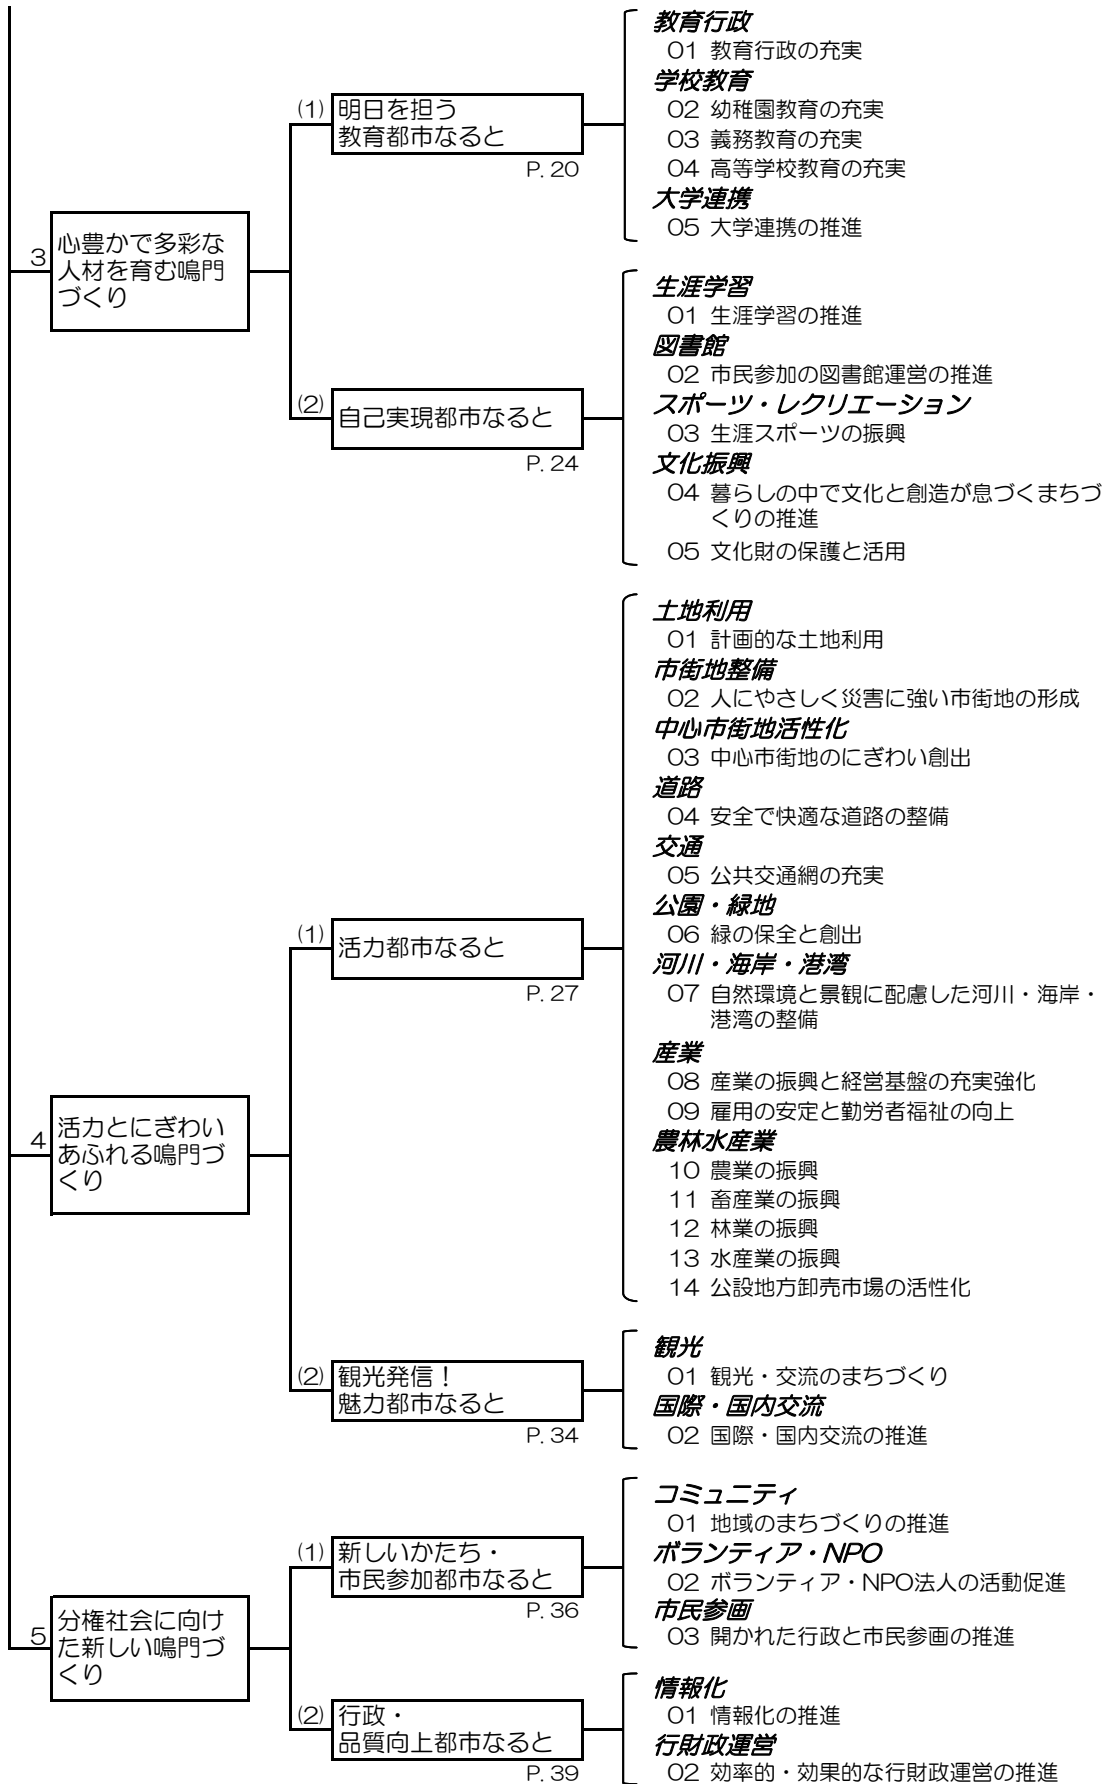 3 心豊かで多彩な
人材を育む鳴門
づくり
(1) 明日を担う
教育都市なると
P.20
教育行政
01 教育行政の充実
学校教育
02 幼稚園教育の充実
03 義務教育の充実
04 高等学校教育の充実
大学連携
05 大学連携の推進
(2) 自己実現都市なると
P.24
生涯学習
01 生涯学習の推進
図書館
02 市民参加の図書館運営の推進
スポーツ・レクリエーション
03 生涯スポーツの振興
文化振興
04 暮らしの中で文化と創造が息づくまちづ
くりの推進
05 文化財の保護と活用
4 活力とにぎわい
あふれる鳴門づ
くり
(1) 活力都市なると
P.27
土地利用
01 計画的な土地利用
市街地整備
02 人にやさしく災害に強い市街地の形成
中心市街地活性化
03 中心市街地のにぎわい創出
道路
04 安全で快適な道路の整備
交通
05 公共交通網の充実
公園・緑地
06 緑の保全と創出
河川・海岸・港湾
07 自然環境と景観に配慮した河川・海岸・
港湾の整備
産業
08 産業の振興と経営基盤の充実強化
09 雇用の安定と勤労者福祉の向上
農林水産業
10 農業の振興
11 畜産業の振興
12 林業の振興
13 水産業の振興
14 公設地方卸売市場の活性化
(2) 観光発信!
魅力都市なると
P.34
観光
01 観光・交流のまちづくり
国際・国内交流
02 国際・国内交流の推進
5 分権社会に向け
た新しい鳴門づ
くり
(1) 新しいかたち・
市民参加都市なると
P.36
コミュニティ
01 地域のまちづくりの推進
ボランティア・NPO
02 ボランティア・NPO法人の活動促進
市民参画
03 開かれた行政と市民参画の推進
(2) 行政・
品質向上都市なると
P.39
情報化
01 情報化の推進
行財政運営
02 効率的・効果的な行財政運営の推進